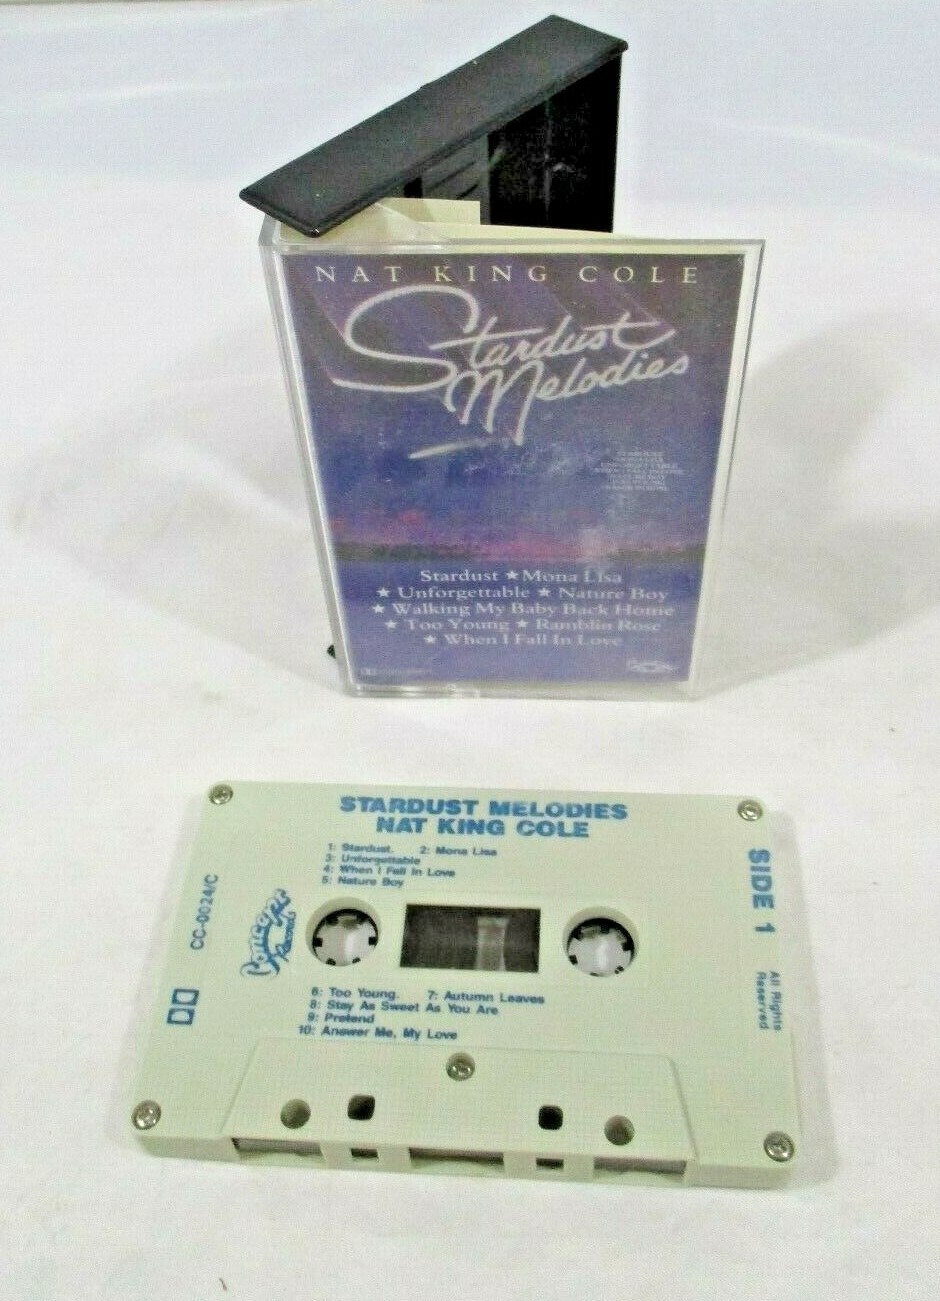 NAT KING COLE
Stardust
Melodies
Stardust ★ Mona Lisa
★ Unforgettable ★ Nature Boy
★ Walking My Baby Back Home
★ Too Young ★ Ramblin Rose
★ When I Fall In Love
STARDUST MELODIES
NAT KING COLE
1: Stardust. 2: Mona Lisa
3: Unforgettable
4: When I Fall In Love
5: Nature Boy
SIDE 1
CC-0024/C
Concept
Records
6: Too Young. 7: Autumn Leaves
8: Stay As Sweet As You Are
9: Pretend
10: Answer Me, My Love
All Rights
Reserved